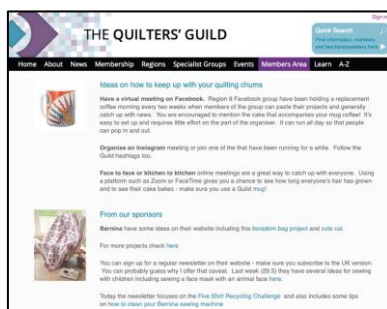 Sign in
THE QUILTERS' GUILD
Quick Search
Find information, members
and teachers/speakers here
Home About News Membership Regions Specialist Groups Events Members Area Learn A-Z
Ideas on how to keep up with your quilting chums
Have a virtual meeting on Facebook. Region 6 Facebook group have been holding a replacement
coffee morning every two weeks when members of the group can paste their projects and generally
catch up with news. You are encouraged to mention the cake that accompanies your mug coffee! It's
easy to set up and requires little effort on the part of the organiser. It can run all day so that people
can pop in and out.
Organise an Instagram meeting or join one of the that have been running for a while. Follow the
Guild hashtags too.
Face to face or kitchen to kitchen online meetings are a great way to catch up with everyone. Using
a platform such as Zoom or FaceTime gives you a chance to see how long everyone's hair has grown
and to see their cake bakes - make sure you use a Guild mug!
From our sponsors
Bernina have some ideas on their website including this boredom bag project and cute cat.
For more projects check here
You can sign up for a regular newsletter on their website - make sure you subscribe to the UK version.
You can probably guess why I offer that caveat. Last week (28.5) they have several ideas for sewing
with children including sewing a face mask with an animal face here.
Today the newsletter focuses on the Five Shirt Recycling Challenge and also includes some tips
on how to clean your Bernina sewing machine